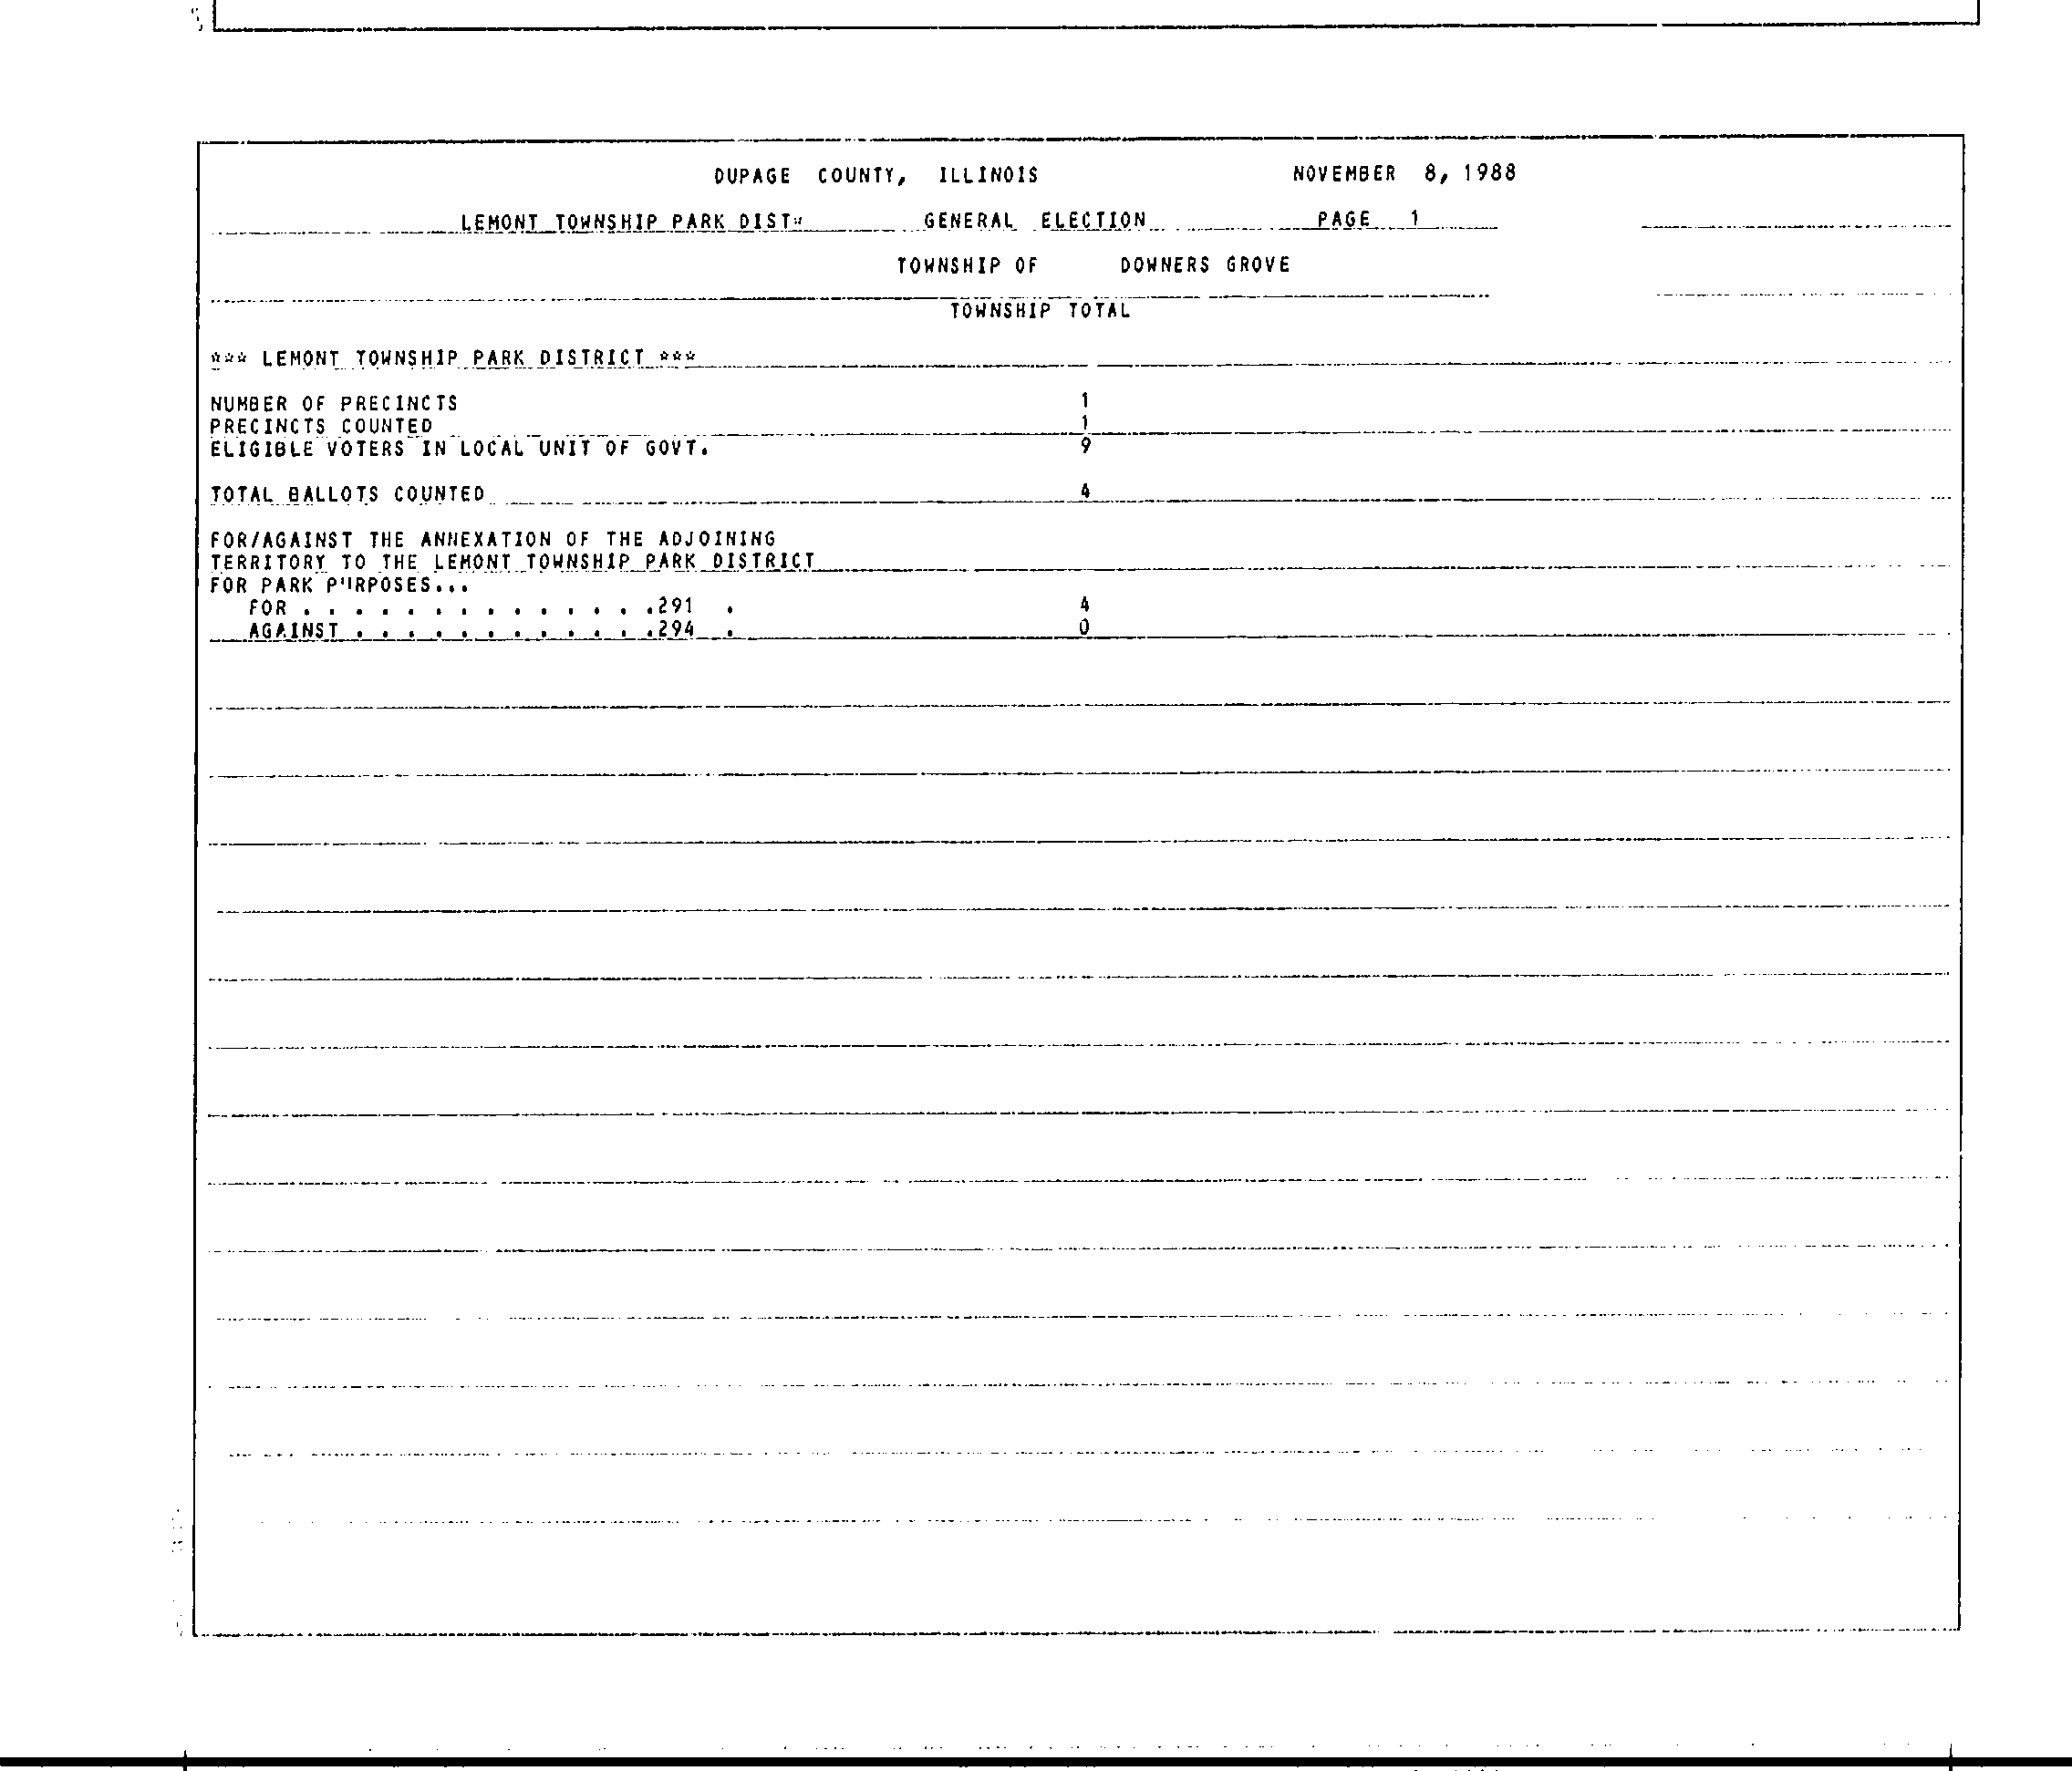 DUPAGE COUNTY, ILLINOIS NOVEMBER 8, 1988
LEMONT TOWNSHIP PARK DIST* GENERAL ELECTION PAGE 1
TOWNSHIP OF DOWNERS GROVE
TOWNSHIP TOTAL
*** LEMONT TOWNSHIP PARK DISTRICT ***
NUMBER OF PRECINCTS 1
PRECINCTS COUNTED 1
ELIGIBLE VOTERS IN LOCAL UNIT OF GOVT. 9
TOTAL BALLOTS COUNTED 4
FOR/AGAINST THE ANNEXATION OF THE ADJOINING
TERRITORY TO THE LEMONT TOWNSHIP PARK DISTRICT
FOR PARK PURPOSES...
FOR . . . . . . . . . . . . . .291 . 4
AGAINST . . . . . . . . . . . .294 . 0